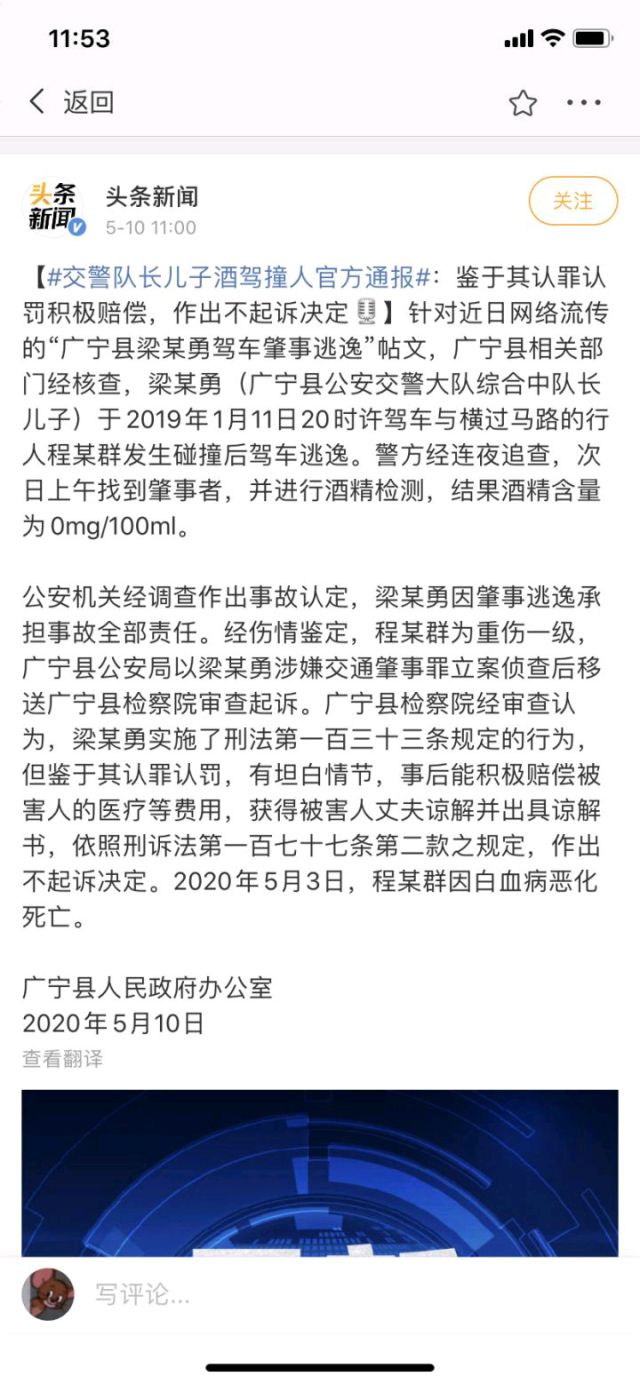 11:53
返回
头条
新闻
头条新闻
5-10 11:00
关注
【#交警队长儿子酒驾撞人官方通报#：鉴于其认罪认
罚积极赔偿，作出不起诉决定🎙】针对近日网络流传
的“广宁县梁某勇驾车肇事逃逸”帖文，广宁县相关部
门经核查，梁某勇（广宁县公安交警大队综合中队长
儿子）于2019年1月11日20时许驾车与横过马路的行
人程某群发生碰撞后驾车逃逸。警方经连夜追查，次
日上午找到肇事者，并进行酒精检测，结果酒精含量
为0mg/100ml。
公安机关经调查作出事故认定，梁某勇因肇事逃逸承
担事故全部责任。经伤情鉴定，程某群为重伤一级，
广宁县公安局以梁某勇涉嫌交通肇事罪立案侦查后移
送广宁县检察院审查起诉。广宁县检察院经审查认
为，梁某勇实施了刑法第一百三十三条规定的行为，
但鉴于其认罪认罚，有坦白情节，事后能积极赔偿被
害人的医疗等费用，获得被害人丈夫谅解并出具谅解
书，依照刑诉法第一百七十七条第二款之规定，作出
不起诉决定。2020年5月3日，程某群因白血病恶化
死亡。
广宁县人民政府办公室
2020年5月10日
查看翻译
写评论...